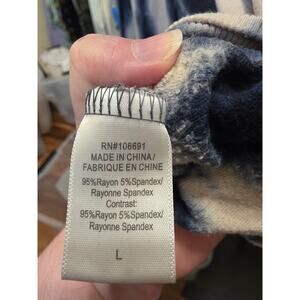 RN#106691
MADE IN CHINA/
FABRIQUE EN CHINE
95%Rayon 5%Spandex/
Rayonne Spandex
Contrast:
95%Rayon 5%Spandex/
Rayonne Spandex
L